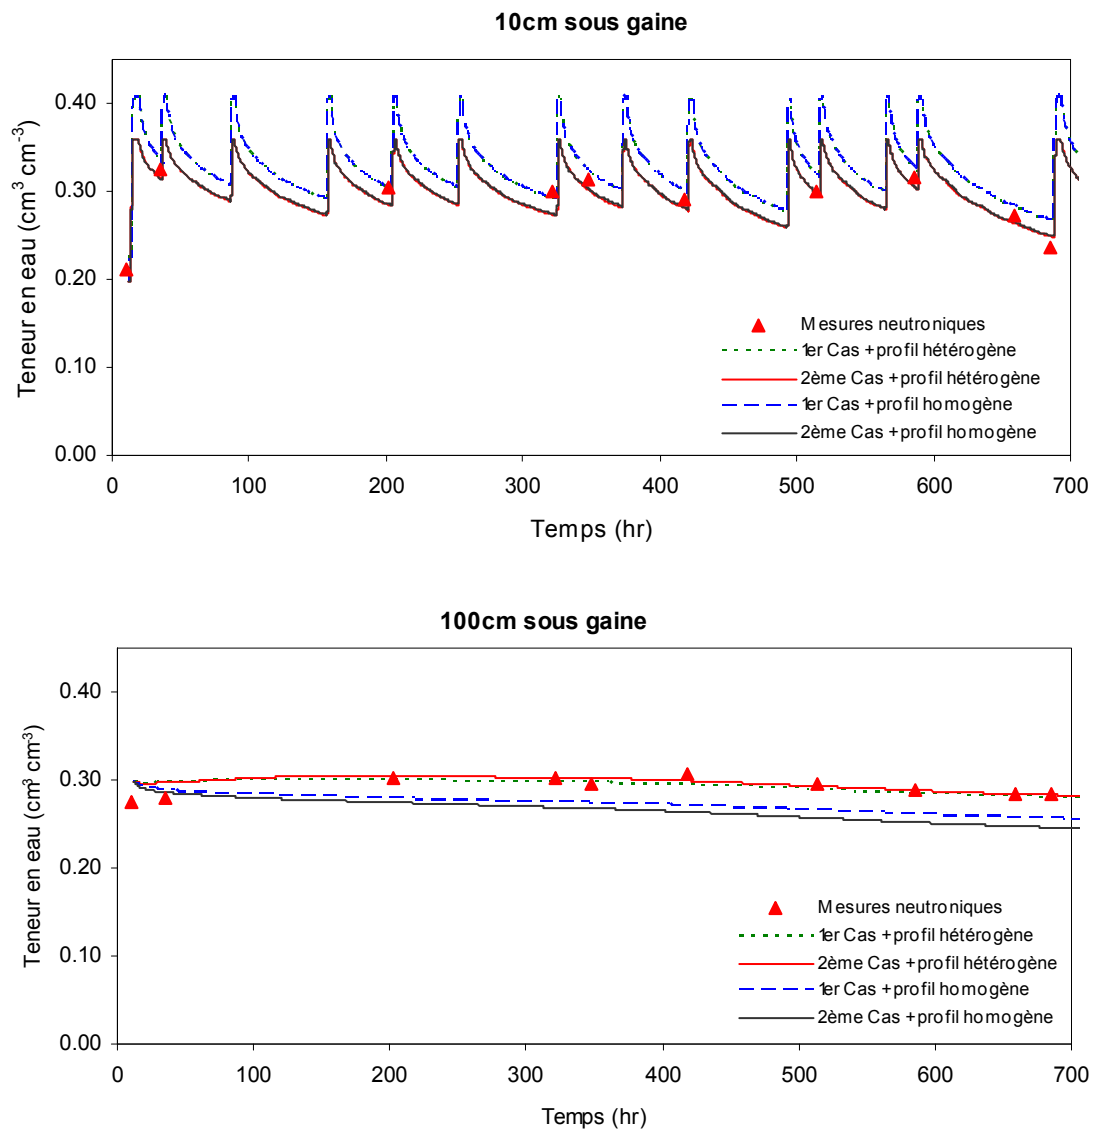 10cm sous gaine
Teneur en eau (cm³ cm⁻³)
0.40
0.30
0.20
0.10
0.00
0 100 200 300 400 500 600 700
Temps (hr)
Mesures neutroniques
1er Cas +profil hétérogène
2ème Cas +profil hétérogène
1er Cas +profil homogène
2ème Cas +profil homogène
100cm sous gaine
Teneur en eau (cm³ cm⁻³)
0.40
0.30
0.20
0.10
0.00
0 100 200 300 400 500 600 700
Temps (hr)
Mesures neutroniques
1er Cas +profil hétérogène
2ème Cas +profil hétérogène
1er Cas +profil homogène
2ème Cas +profil homogène